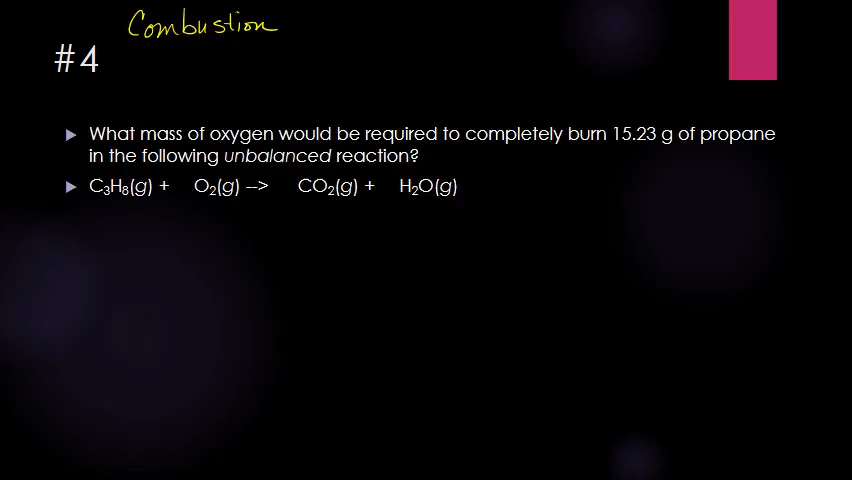 Combustion
#4
What mass of oxygen would be required to completely burn 15.23 g of propane
in the following unbalanced reaction?
C₃H₈(g) + O₂(g) --> CO₂(g) + H₂O(g)